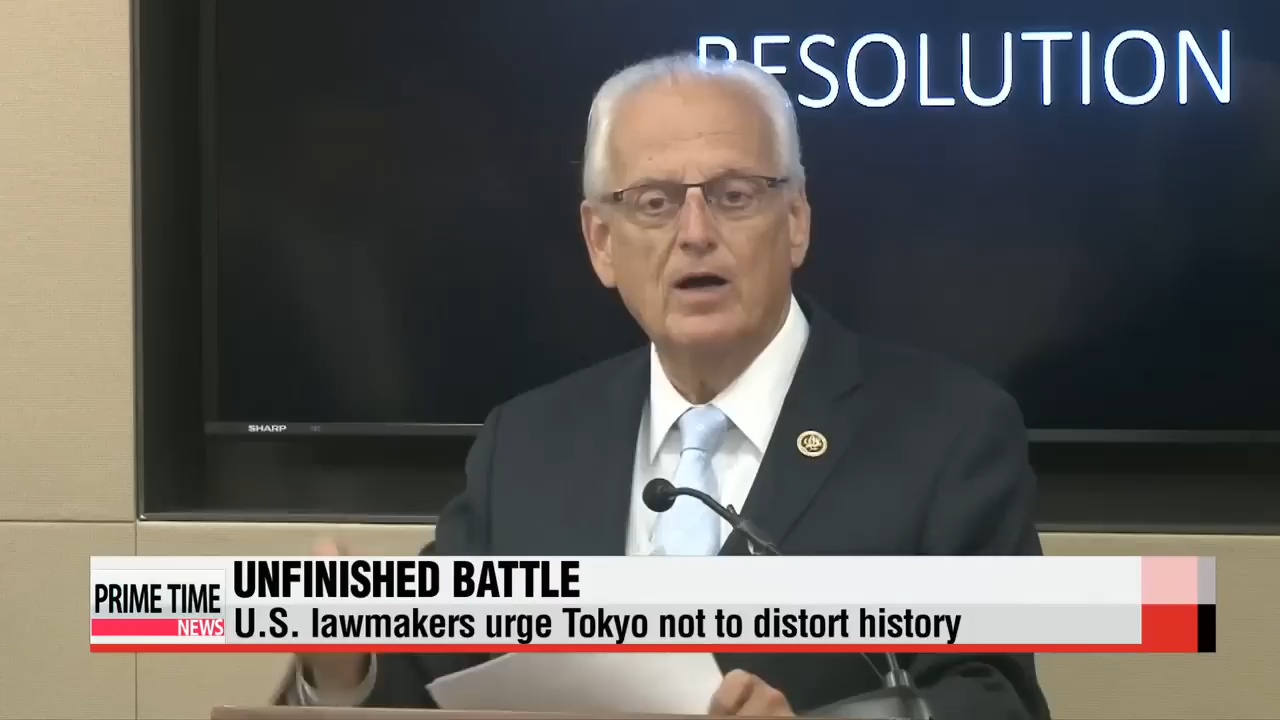 RESOLUTION
SHARP
PRIME TIME
NEWS
UNFINISHED BATTLE
U.S. lawmakers urge Tokyo not to distort history